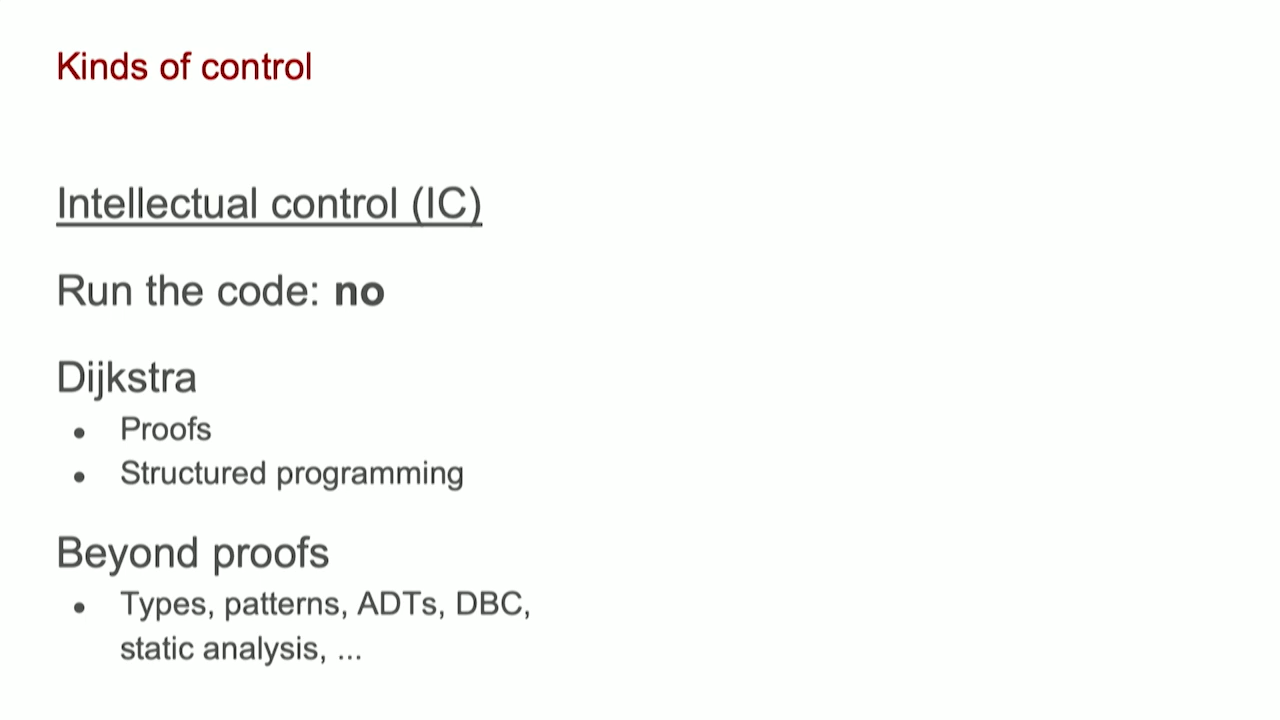 Kinds of control
Intellectual control (IC)
Run the code: no
Dijkstra
● Proofs
● Structured programming
Beyond proofs
● Types, patterns, ADTs, DBC,
static analysis, ...